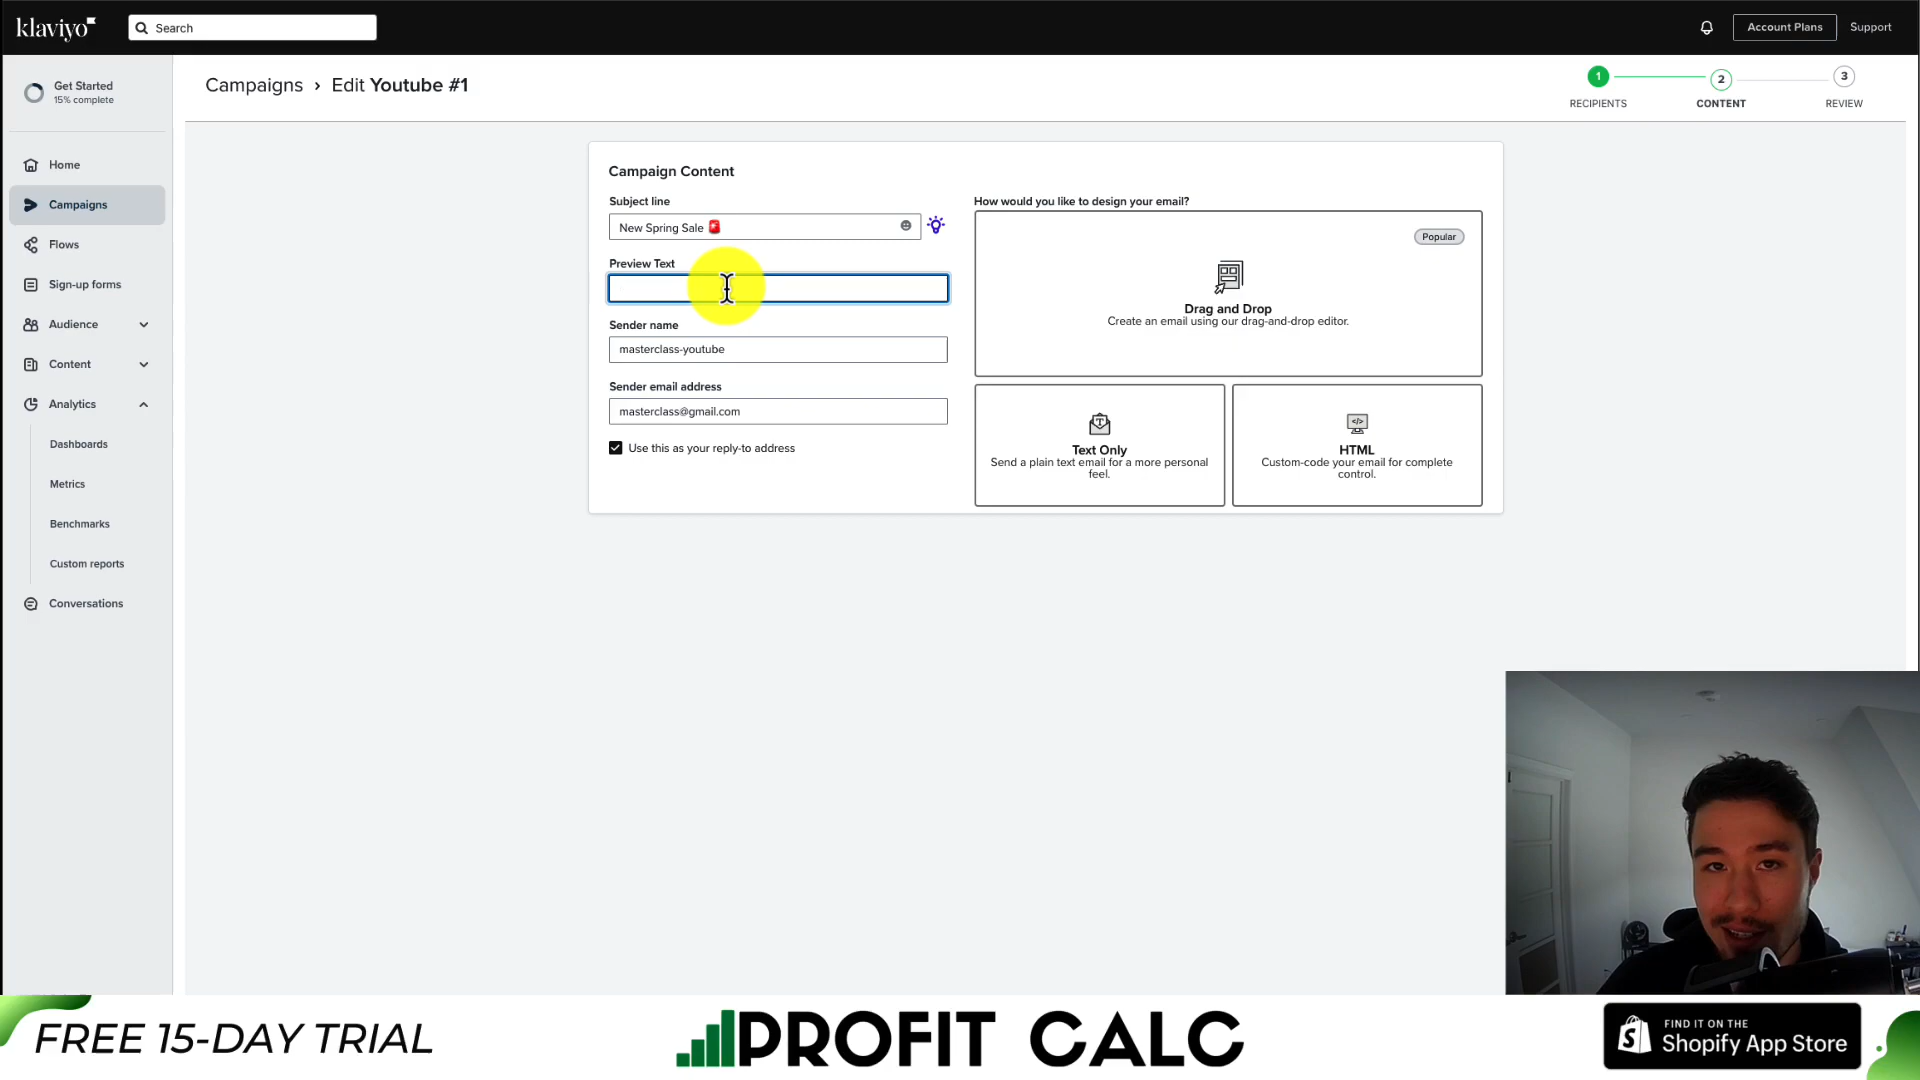 klaviyo
Search
Account Plans
Support
Get Started
15% complete
Campaigns › Edit Youtube #1
1
2
3
RECIPIENTS
CONTENT
REVIEW
Home
Campaigns
Flows
Sign-up forms
Audience
Content
Analytics
Dashboards
Metrics
Benchmarks
Custom reports
Conversations
Campaign Content
Subject line
New Spring Sale 🚨
Preview Text
Sender name
masterclass-youtube
Sender email address
masterclass@gmail.com
Use this as your reply-to address
How would you like to design your email?
Popular
Drag and Drop
Create an email using our drag-and-drop editor.
Text Only
Send a plain text email for a more personal
feel.
HTML
Custom-code your email for complete
control.
FREE 15-DAY TRIAL
PROFIT CALC
FIND IT ON THE
Shopify App Store